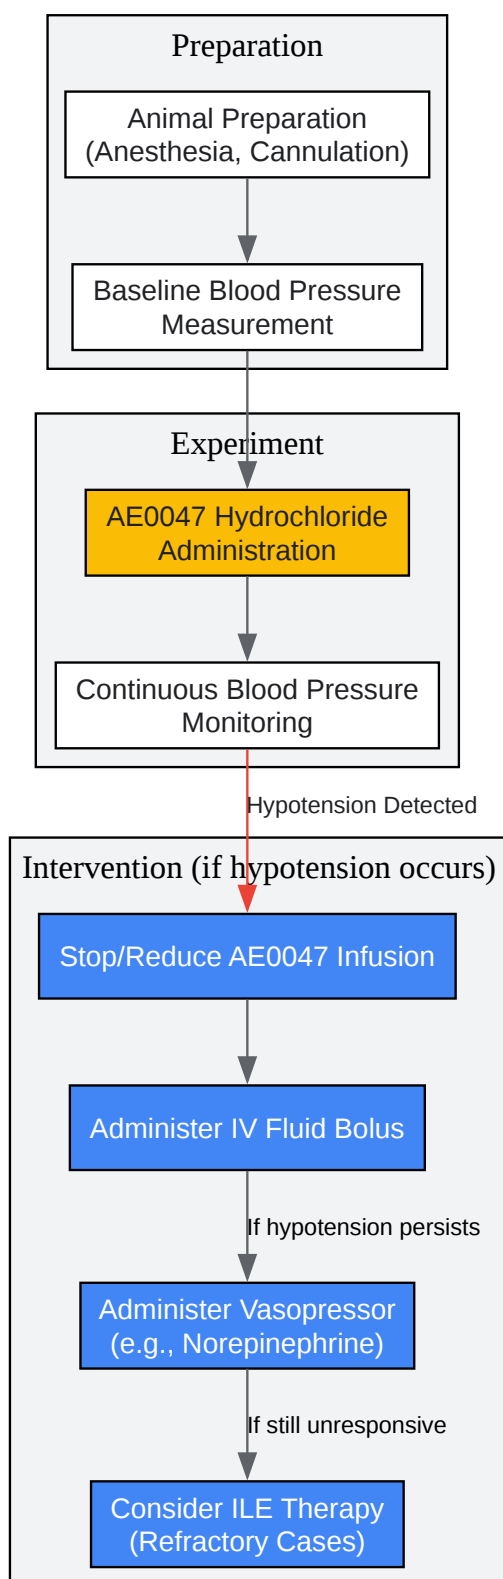 Preparation
Animal Preparation
(Anesthesia, Cannulation)
Baseline Blood Pressure
Measurement
Experiment
AE0047 Hydrochloride
Administration
Continuous Blood Pressure
Monitoring
Hypotension Detected
Intervention (if hypotension occurs)
Stop/Reduce AE0047 Infusion
Administer IV Fluid Bolus
If hypotension persists
Administer Vasopressor
(e.g., Norepinephrine)
If still unresponsive
Consider ILE Therapy
(Refractory Cases)